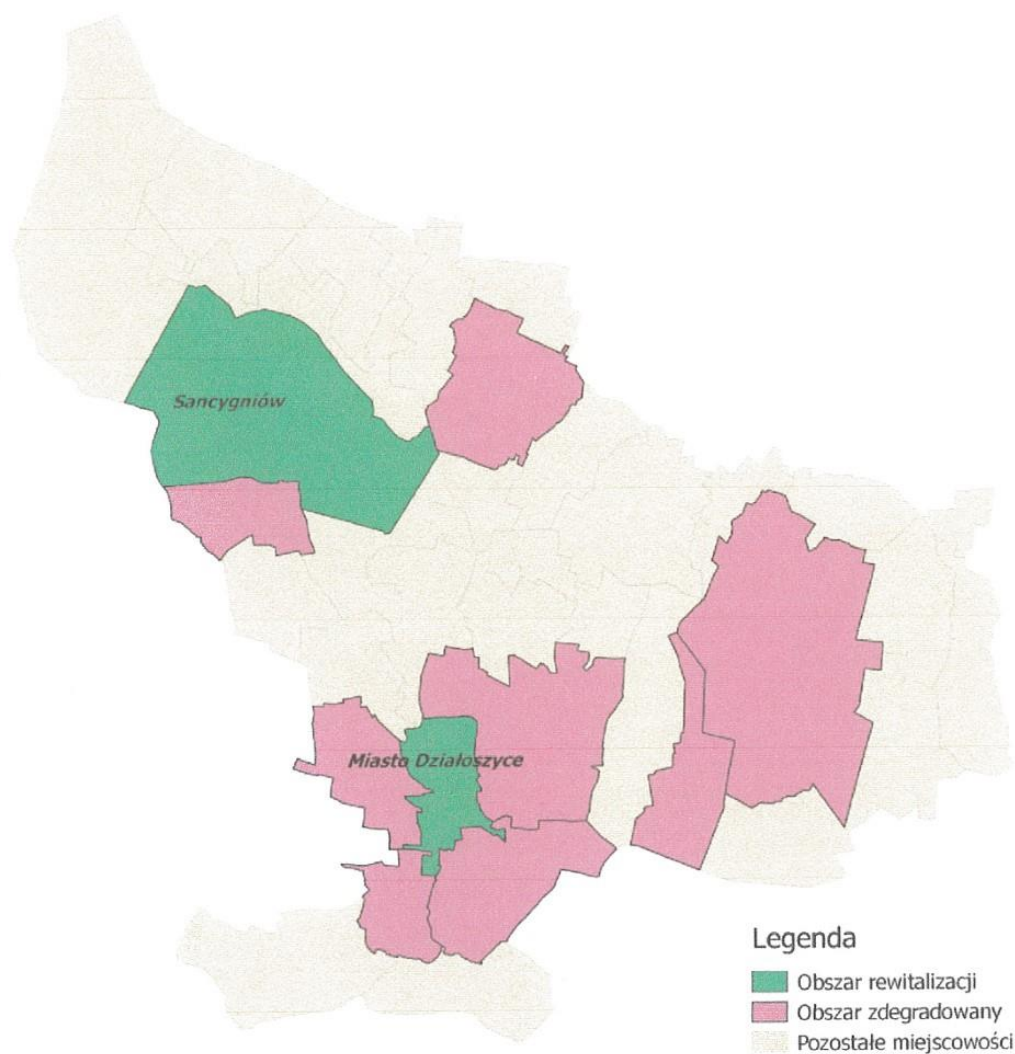 Sancygniów
Miasto Działoszyce
Legenda
Obszar rewitalizacji
Obszar zdegradowany
Pozostałe miejscowości